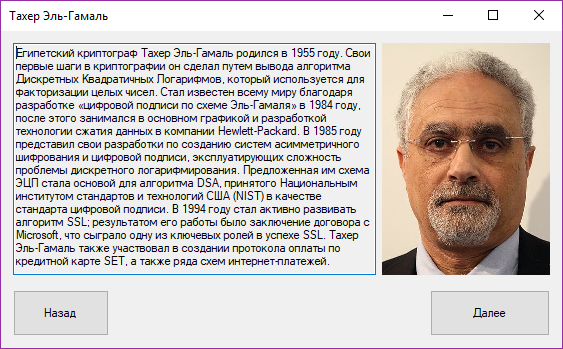 Тахер Эль-Гамаль
Египетский криптограф Тахер Эль-Гамаль родился в 1955 году. Свои
первые шаги в криптографии он сделал путем вывода алгоритма
Дискретных Квадратичных Логарифмов, который используется для
факторизации целых чисел. Стал известен всему миру благодаря
разработке «цифровой подписи по схеме Эль-Гамаля» в 1984 году,
после этого занимался в основном графикой и разработкой
технологии сжатия данных в компании Hewlett-Packard. В 1985 году
представил свои разработки по созданию систем асимметричного
шифрования и цифровой подписи, эксплуатирующих сложность
проблемы дискретного логарифмирования. Предложенная им схема
ЭЦП стала основой для алгоритма DSA, принятого Национальным
институтом стандартов и технологий США (NIST) в качестве
стандарта цифровой подписи. В 1994 году стал активно развивать
алгоритм SSL; результатом его работы было заключение договора с
Microsoft, что сыграло одну из ключевых ролей в успехе SSL. Тахер
Эль-Гамаль также участвовал в создании протокола оплаты по
кредитной карте SET, а также ряда схем интернет-платежей.
Назад
Далее